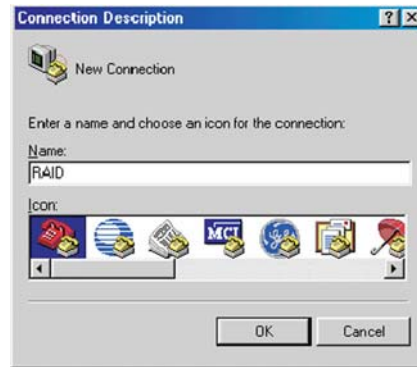 Connection Description
New Connection
Enter a name and choose an icon for the connection:
Name:
RAID
Icon:
MCI
OK
Cancel